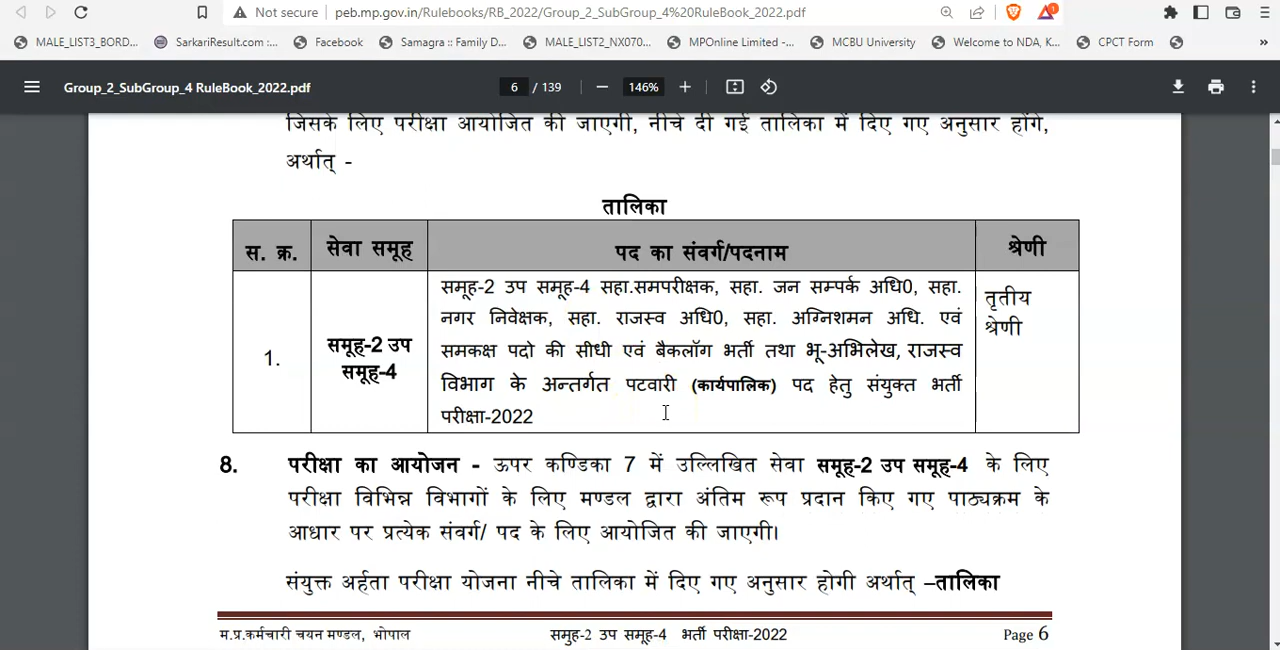 Not secure
peb.mp.gov.in/Rulebooks/RB_2022/Group_2_SubGroup_4%20RuleBook_2022.pdf
1
MALE_LIST3_BORD...
SarkariResult.com :...
Facebook
Samagra :: Family D...
MALE_LIST2_NX070...
MPOnline Limited -...
MCBU University
Welcome to NDA, K...
CPCT Form
»
Group_2_SubGroup_4 RuleBook_2022.pdf
6 / 139
146%
जिसके लिए परीक्षा आयोजित की जाएगी, नीचे दी गई तालिका में दिए गए अनुसार होंगे,
अर्थात् -
तालिका
स. क्र.
सेवा समूह
पद का संवर्ग/पदनाम
श्रेणी
1.
समूह-2 उप
समूह-4
समूह-2 उप समूह-4 सहा.समपरीक्षक, सहा. जन सम्पर्क अधि0, सहा.
नगर निवेक्षक, सहा. राजस्व अधि0, सहा. अग्निशमन अधि. एवं
समकक्ष पदो की सीधी एवं बैकलॉग भर्ती तथा भू-अभिलेख, राजस्व
विभाग के अन्तर्गत पटवारी (कार्यपालिक) पद हेतु संयुक्त भर्ती
परीक्षा-2022
तृतीय
श्रेणी
8. परीक्षा का आयोजन - ऊपर कण्डिका 7 में उल्लिखित सेवा समूह-2 उप समूह-4 के लिए
परीक्षा विभिन्न विभागों के लिए मण्डल द्वारा अंतिम रूप प्रदान किए गए पाठ्यक्रम के
आधार पर प्रत्येक संवर्ग/ पद के लिए आयोजित की जाएगी।
संयुक्त अर्हता परीक्षा योजना नीचे तालिका में दिए गए अनुसार होगी अर्थात् –तालिका
म.प्र.कर्मचारी चयन मण्डल, भोपाल
समुह-2 उप समूह-4 भर्ती परीक्षा-2022
Page 6